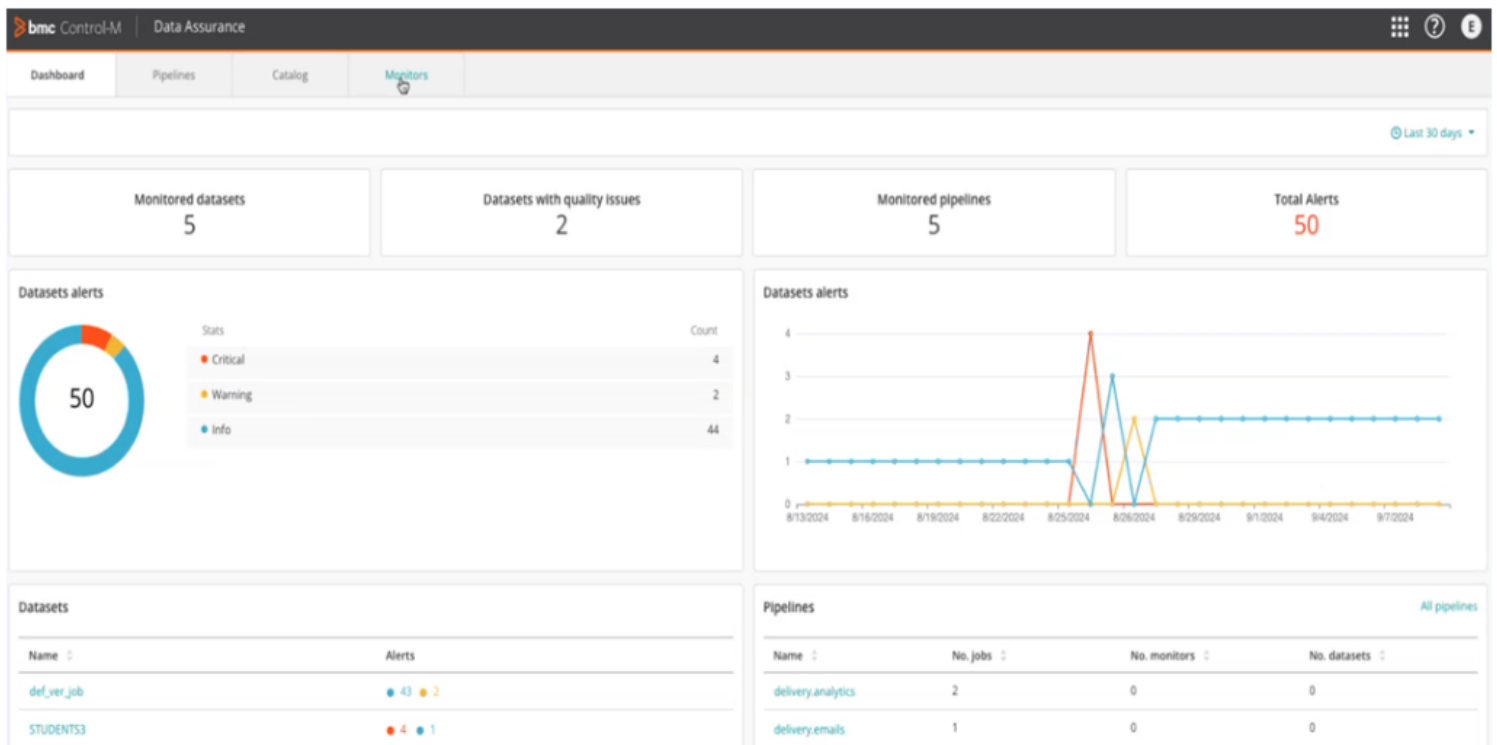 bmc Control-M | Data Assurance
E
Dashboard Pipelines Catalog Monitors
Last 30 days
Monitored datasets Datasets with quality issues Monitored pipelines Total Alerts
5 2 5 50
Datasets alerts
Stats Count
50
Critical 4
Warning 2
Info 44
Datasets alerts
4
3
2
1
0
8/13/2024 8/16/2024 8/19/2024 8/22/2024 8/25/2024 8/26/2024 8/29/2024 9/1/2024 9/4/2024 9/7/2024
Datasets
Name Alerts
def_ver_job 43 2
STUDENTS3 4 1
Pipelines All pipelines
Name No. jobs No. monitors No. datasets
delivery.analytics 2 0 0
delivery.emails 1 0 0